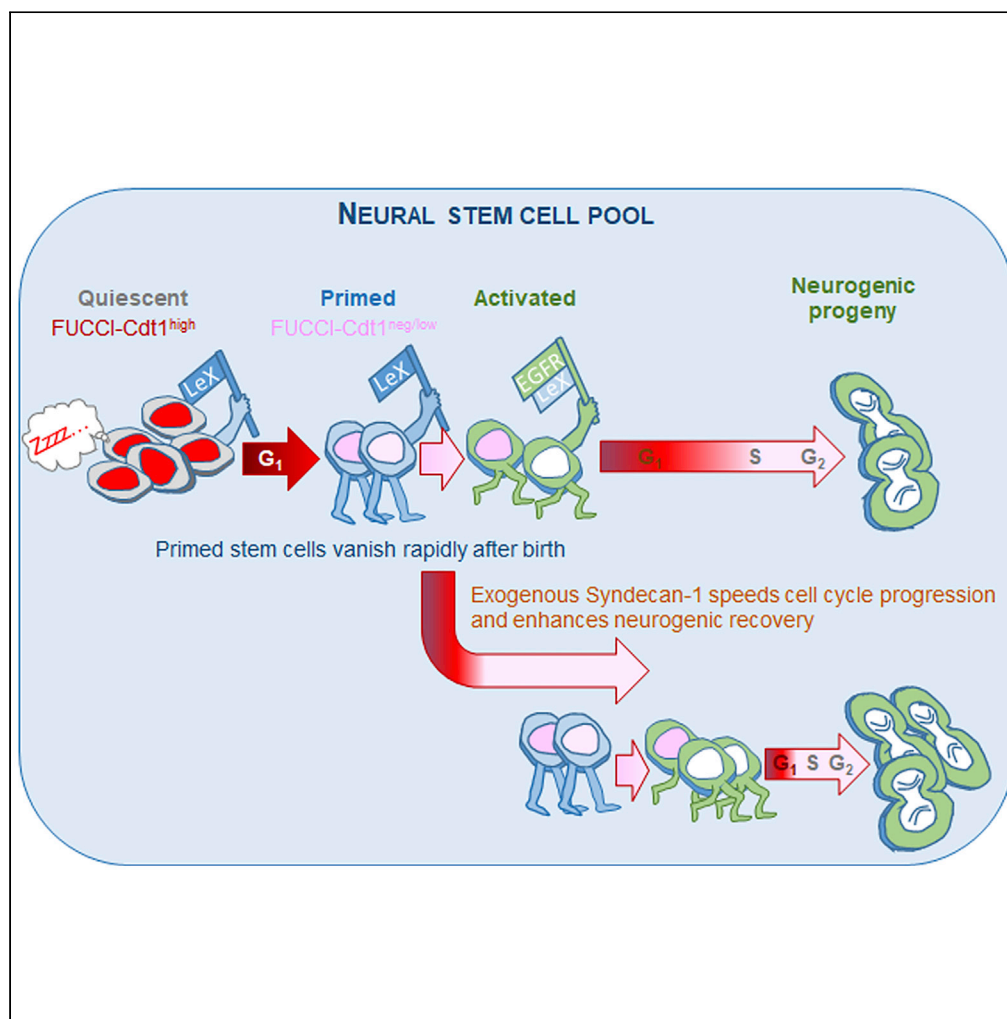 NEURAL STEM CELL POOL
Quiescent
FUCCI-Cdt1high
Primed
FUCCI-Cdt1neg/low
Activated
Neurogenic
progeny
Zzzz...
LeX
G1
LeX
EGFR
LeX
G1
S
G2
Primed stem cells vanish rapidly after birth
Exogenous Syndecan-1 speeds cell cycle progression
and enhances neurogenic recovery
G1 S G2